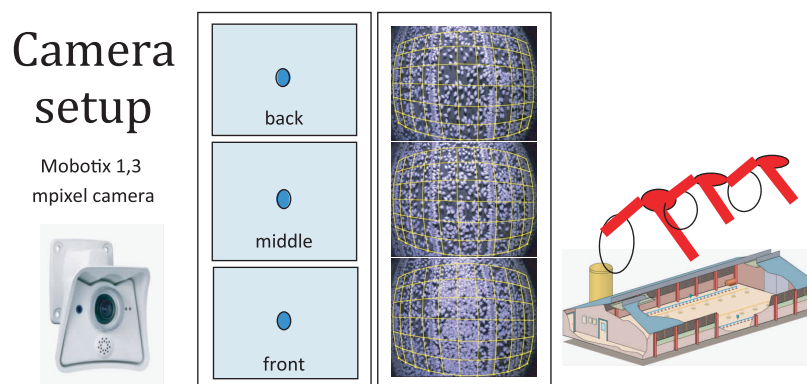 Camera
setup
Mobotix 1,3
mpixel camera
back
middle
front